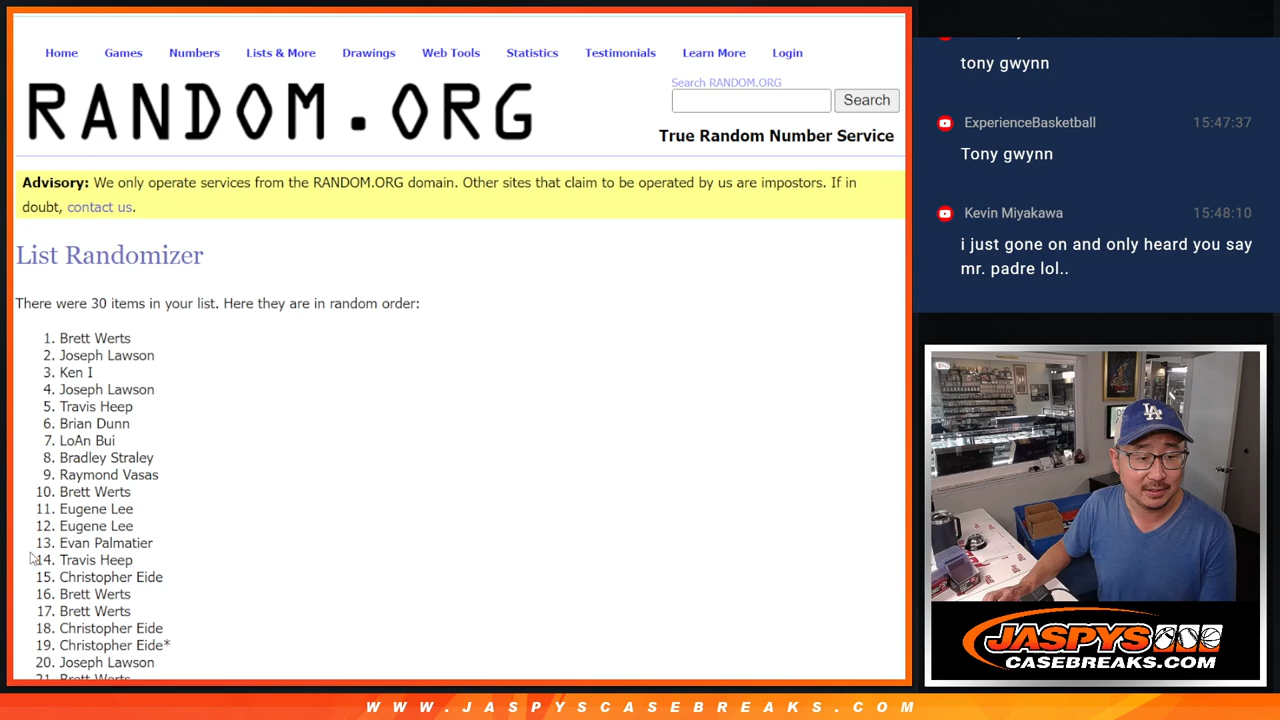 Home Games Numbers Lists & More Drawings Web Tools Statistics Testimonials Learn More Login
RANDOM.ORG
Search RANDOM.ORG
Search
True Random Number Service
Advisory: We only operate services from the RANDOM.ORG domain. Other sites that claim to be operated by us are impostors. If in
doubt, contact us.
List Randomizer
There were 30 items in your list. Here they are in random order:
1. Brett Werts
2. Joseph Lawson
3. Ken I
4. Joseph Lawson
5. Travis Heep
6. Brian Dunn
7. LoAn Bui
8. Bradley Straley
9. Raymond Vasas
10. Brett Werts
11. Eugene Lee
12. Eugene Lee
13. Evan Palmatier
14. Travis Heep
15. Christopher Eide
16. Brett Werts
17. Brett Werts
18. Christopher Eide
19. Christopher Eide*
20. Joseph Lawson
21. Brett Werts
tony gwynn
ExperienceBasketball 15:47:37
Tony gwynn
Kevin Miyakawa 15:48:10
i just gone on and only heard you say
mr. padre lol..
LA
JASPYS
CASEBREAKS.COM
WWW.JASPYSCASEBREAKS.COM